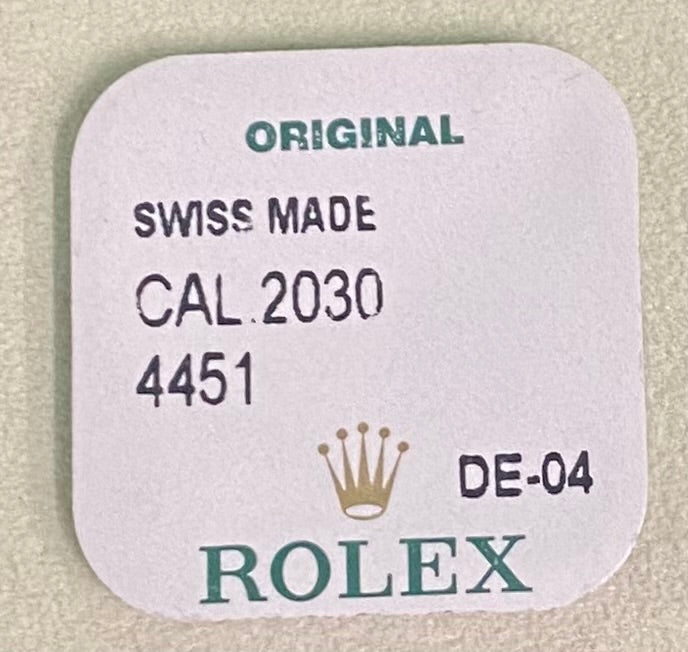 ORIGINAL
SWISS MADE
CAL.2030
4451
DE-04
ROLEX